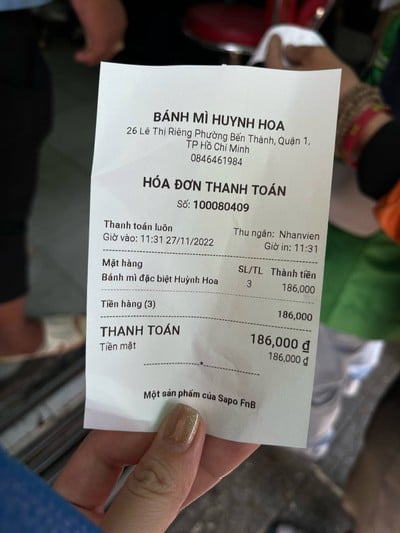 BÁNH MÌ HUỲNH HOA
26 Lê Thị Riêng Phường Bến Thành, Quận 1,
TP Hồ Chí Minh
0846461984
HÓA ĐƠN THANH TOÁN
Số: 100080409
Thanh toán luôn Thu ngân: Nhanvien
Giờ vào: 11:31 27/11/2022 Giờ in: 11:31
Mặt hàng SL/TL Thành tiền
Bánh mì đặc biệt Huỳnh Hoa 3 186,000
Tiền hàng (3) 186,000
THANH TOÁN 186,000 ₫
Tiền mặt 186,000 ₫
Một sản phẩm của Sapo FnB